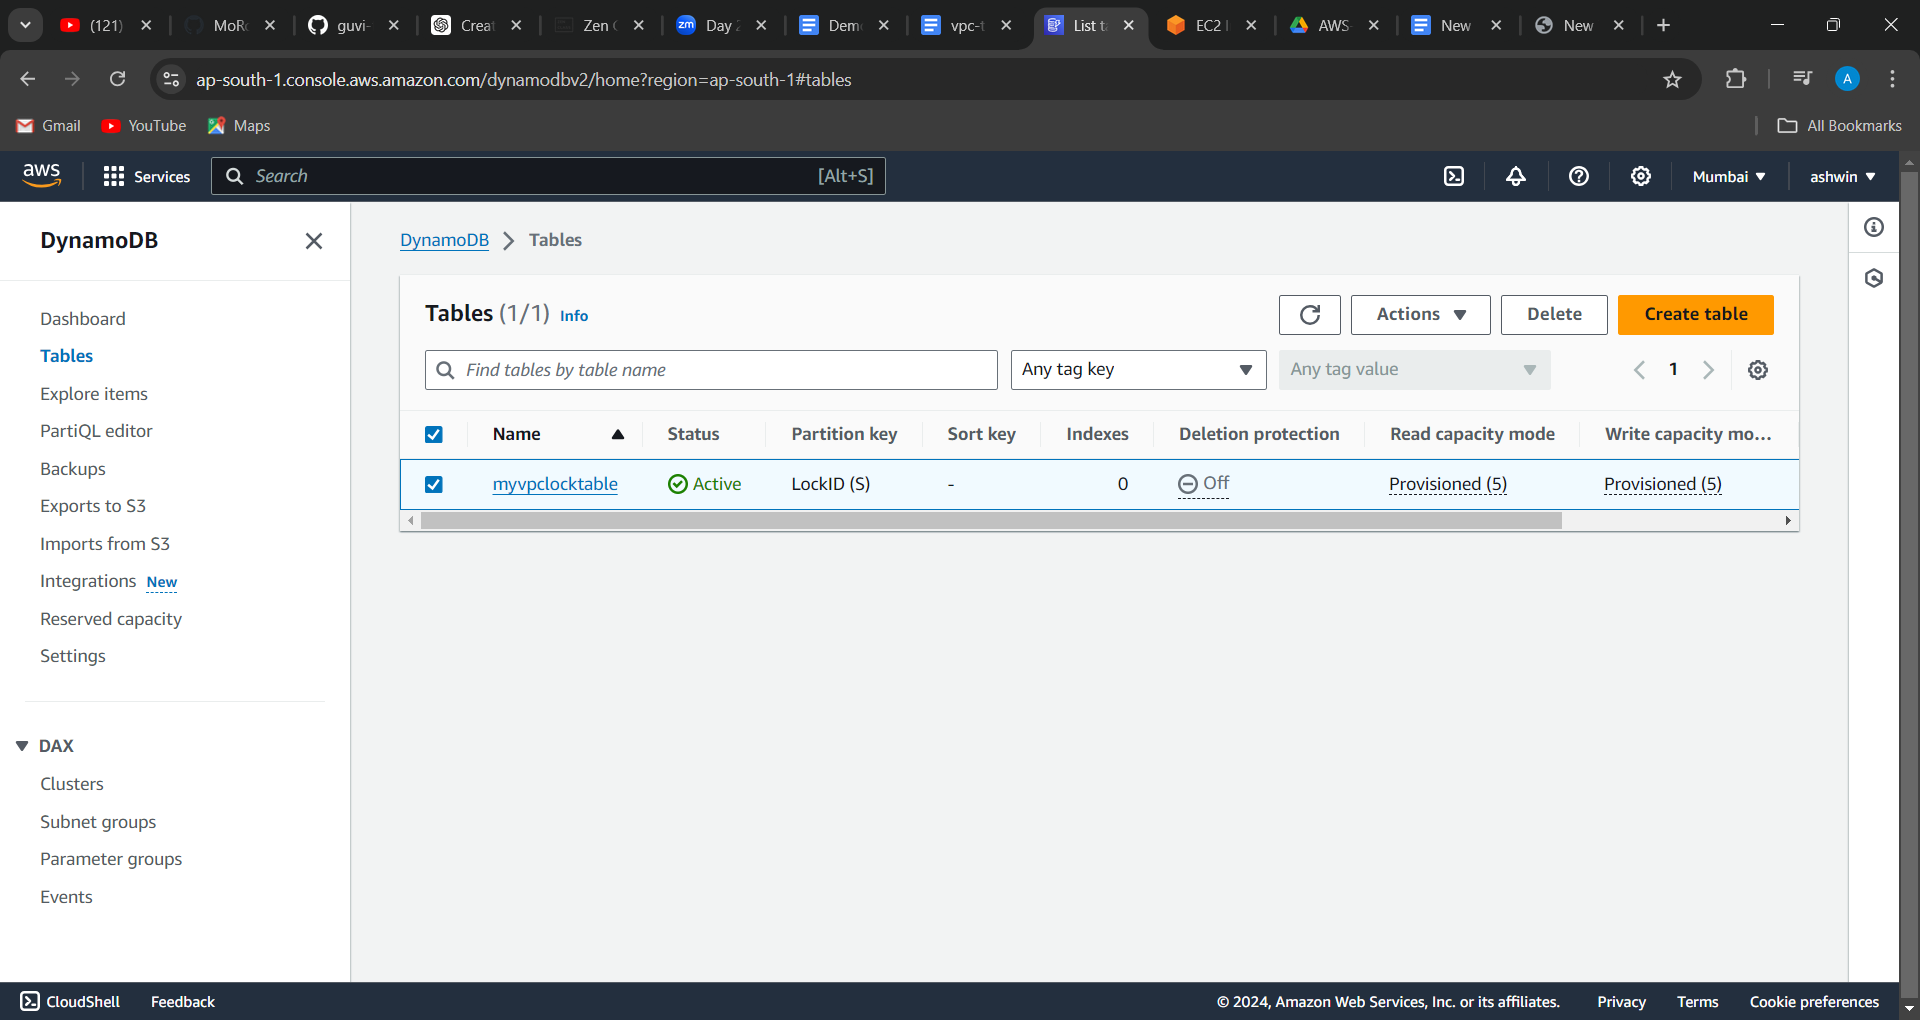 (121)
MoR
guvi-
Creat
Zen
Day
Dem
vpc-t
List t
EC2
AWS
New
New
ap-south-1.console.aws.amazon.com/dynamodbv2/home?region=ap-south-1#tables
A
Gmail
YouTube
Maps
All Bookmarks
aws
Services
Search
[Alt+S]
Mumbai
ashwin
DynamoDB
Dashboard
Tables
Explore items
PartiQL editor
Backups
Exports to S3
Imports from S3
Integrations New
Reserved capacity
Settings
DAX
Clusters
Subnet groups
Parameter groups
Events
DynamoDB > Tables
Tables (1/1) Info
Actions
Delete
Create table
Find tables by table name
Any tag key
Any tag value
1
Name Status Partition key Sort key Indexes Deletion protection Read capacity mode Write capacity mo...
myvpclocktable Active LockID (S) - 0 Off Provisioned (5) Provisioned (5)
CloudShell Feedback
© 2024, Amazon Web Services, Inc. or its affiliates. Privacy Terms Cookie preferences